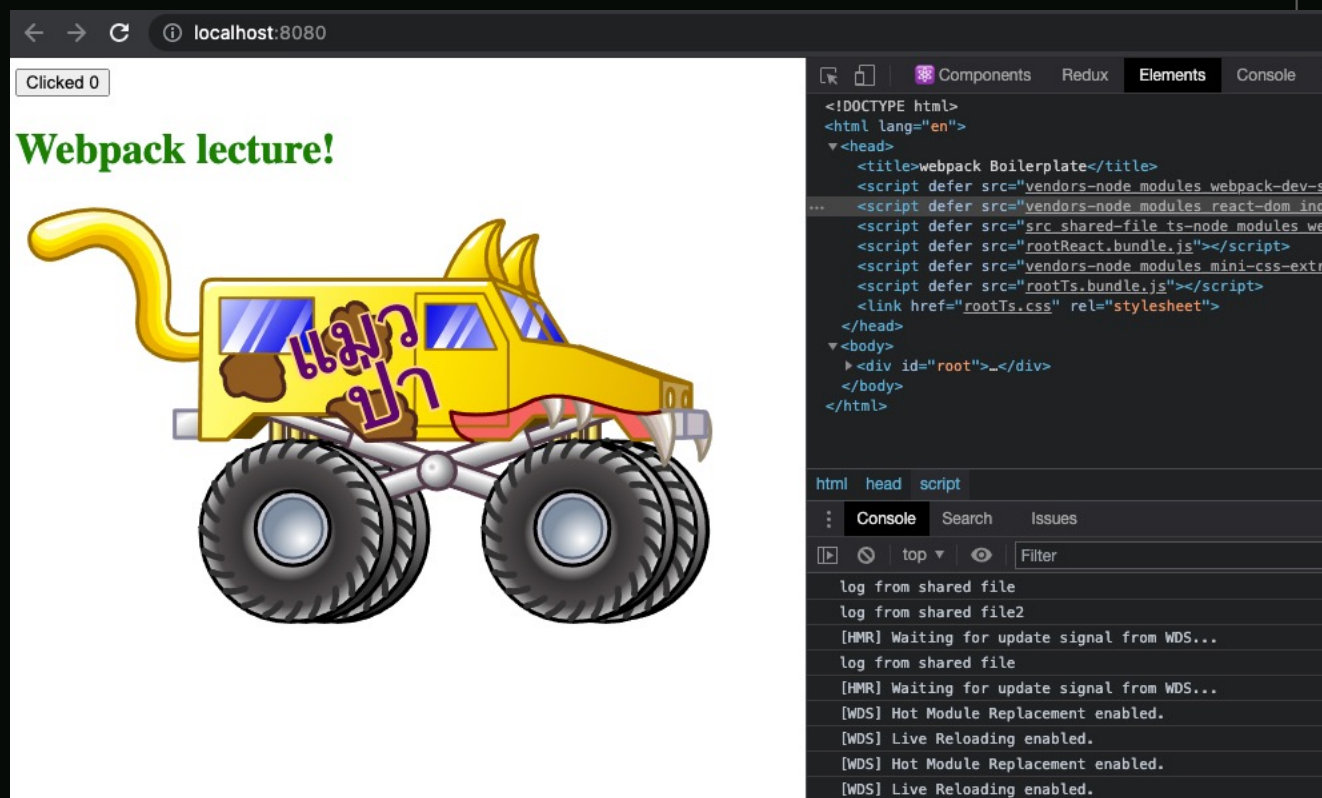 localhost:8080
Clicked 0
Webpack lecture!
แมว
ป่า
Components Redux Elements Console
<!DOCTYPE html>
<html lang="en">
<head>
<title>webpack Boilerplate</title>
<script defer src="vendors-node_modules_webpack-dev-s
<script defer src="vendors-node_modules_react-dom_ind
<script defer src="src_shared-file_ts-node_modules_we
<script defer src="rootReact.bundle.js"></script>
<script defer src="vendors-node_modules_mini-css-extr
<script defer src="rootTs.bundle.js"></script>
<link href="rootTs.css" rel="stylesheet">
</head>
<body>
<div id="root">…</div>
</body>
</html>
html head script
Console Search Issues
top Filter
log from shared file
log from shared file2
[HMR] Waiting for update signal from WDS...
log from shared file
[HMR] Waiting for update signal from WDS...
[WDS] Hot Module Replacement enabled.
[WDS] Live Reloading enabled.
[WDS] Hot Module Replacement enabled.
[WDS] Live Reloading enabled.